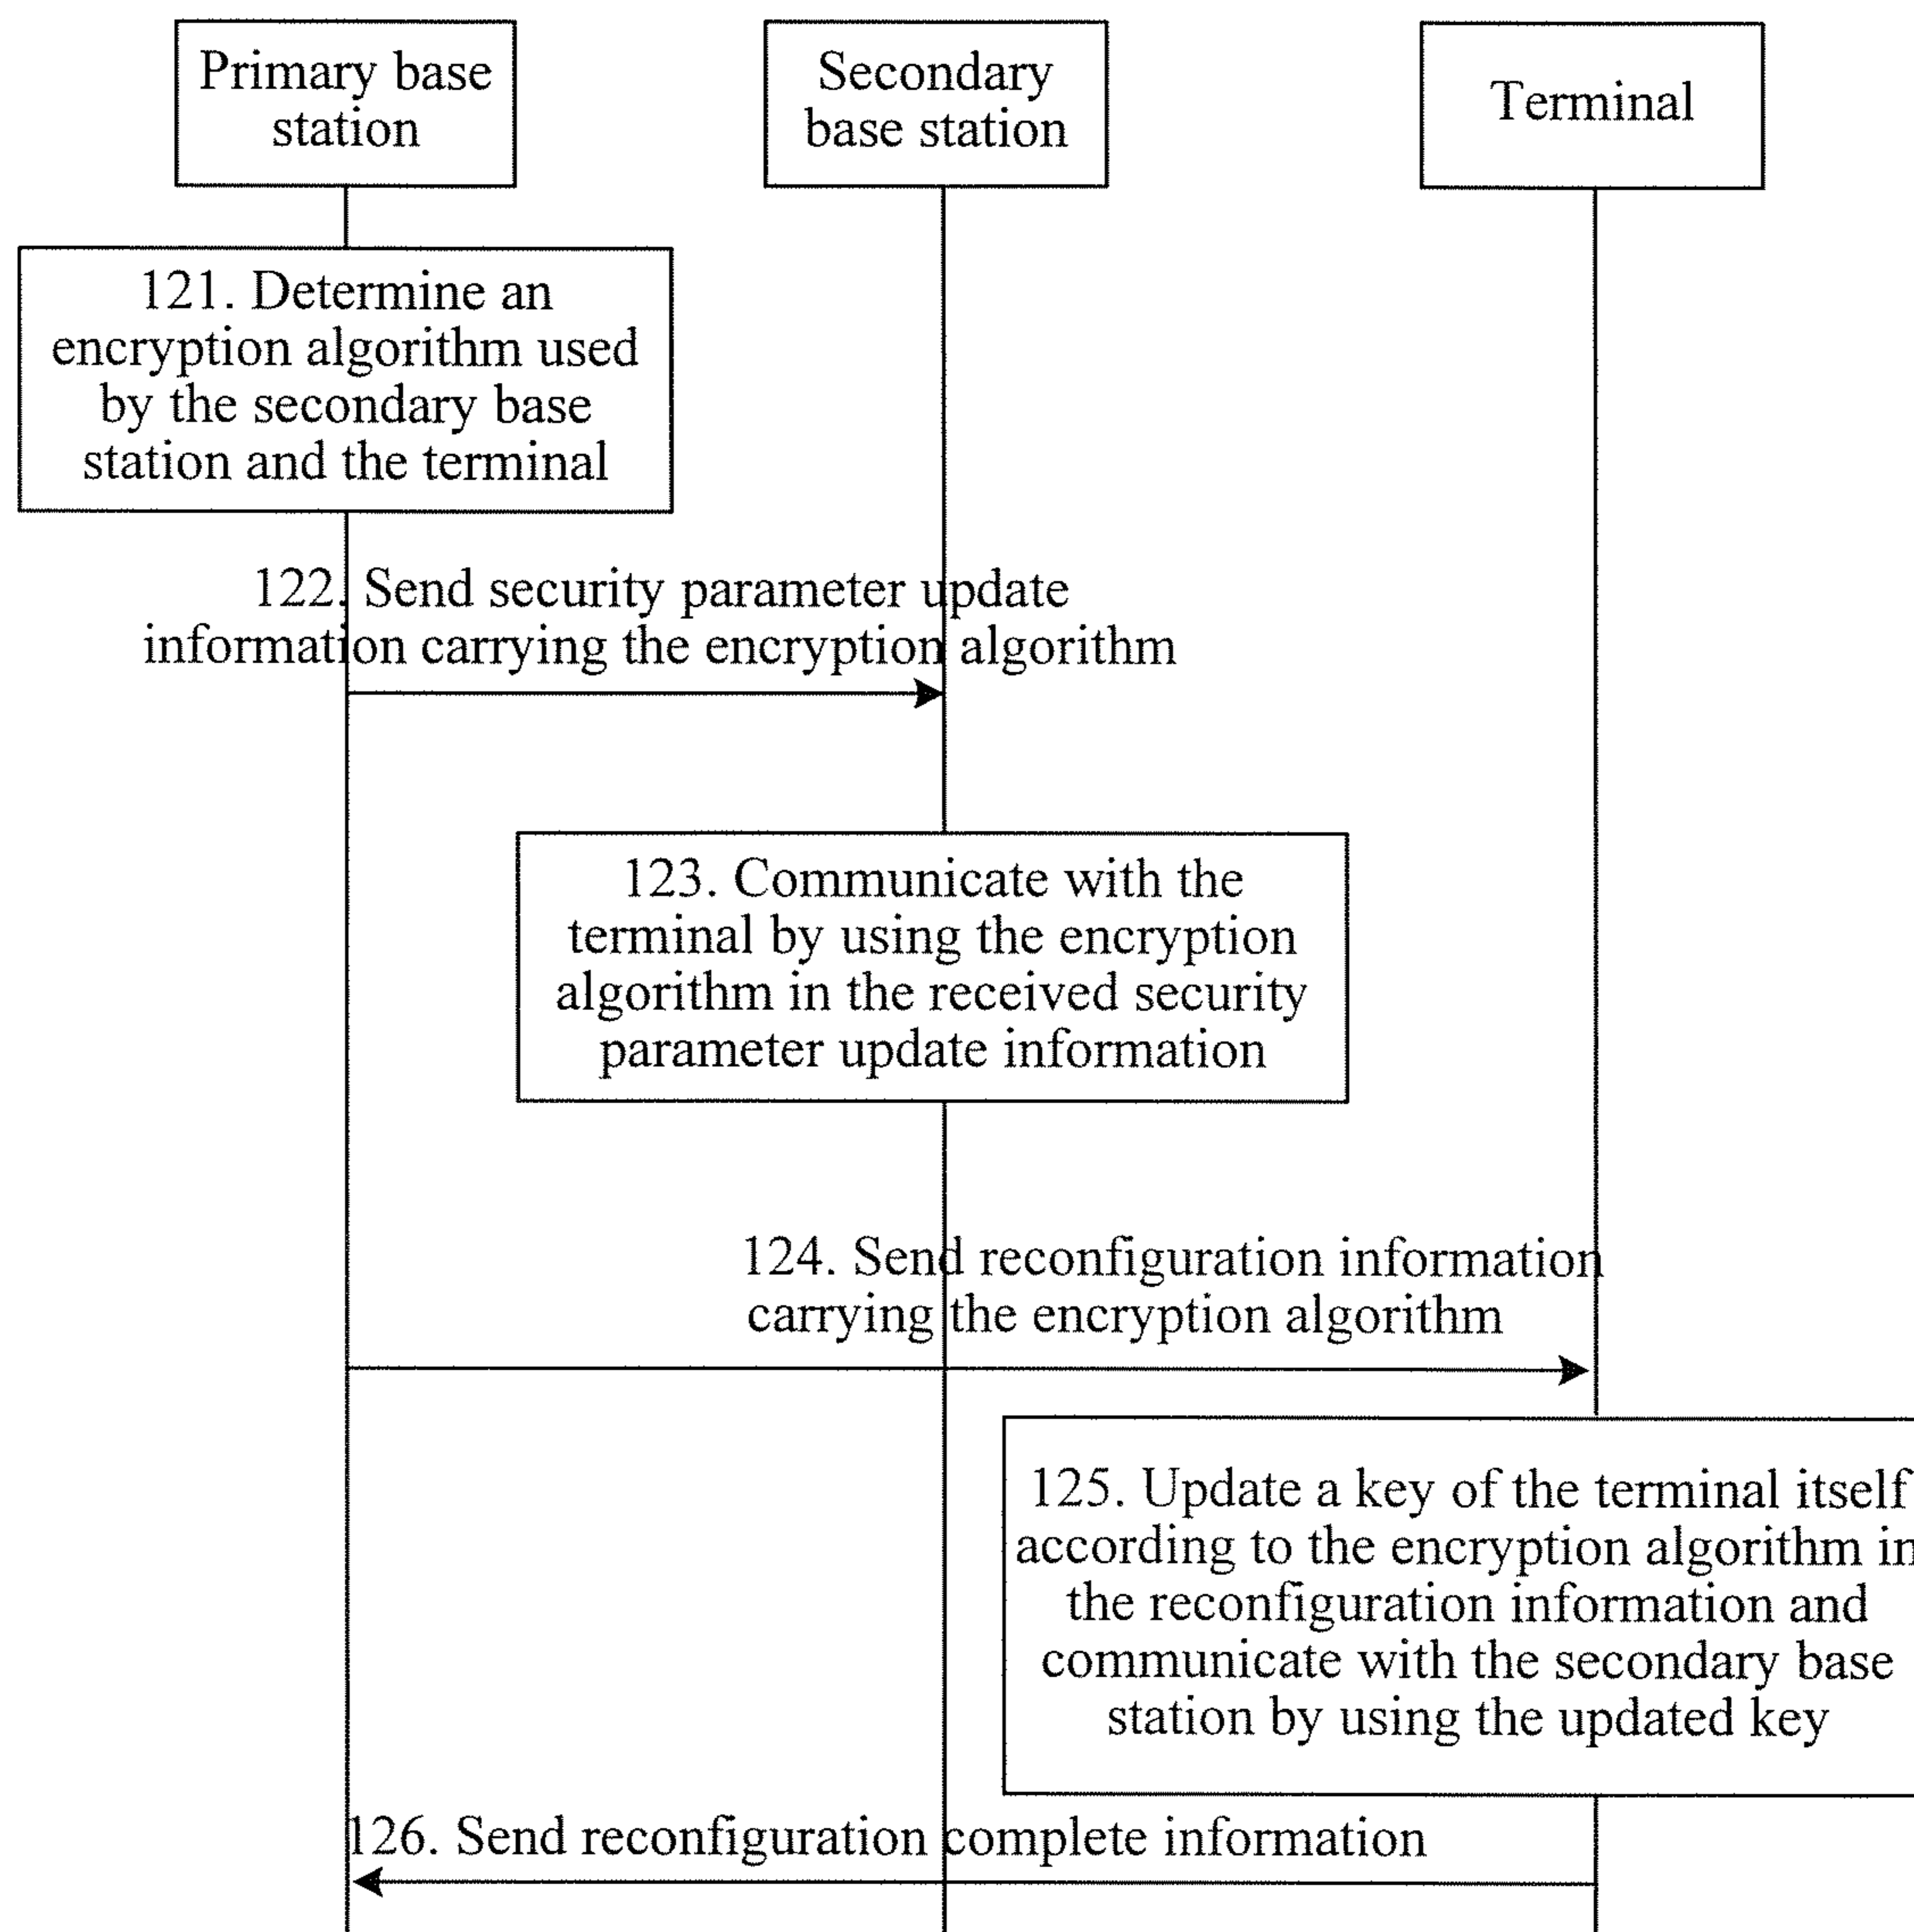 Primary base
station
Secondary
base station
Terminal
121. Determine an
encryption algorithm used
by the secondary base
station and the terminal
122. Send security parameter update
information carrying the encryption algorithm
123. Communicate with the
terminal by using the encryption
algorithm in the received security
parameter update information
124. Send reconfiguration information
carrying the encryption algorithm
125. Update a key of the terminal itself
according to the encryption algorithm in
the reconfiguration information and
communicate with the secondary base
station by using the updated key
126. Send reconfiguration complete information